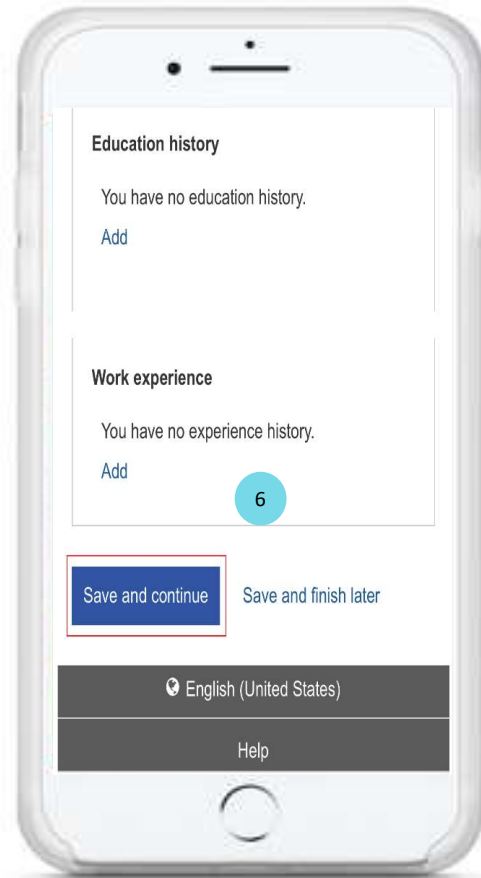 Education history
You have no education history.
Add
Work experience
You have no experience history.
Add
6
Save and continue Save and finish later
English (United States)
Help